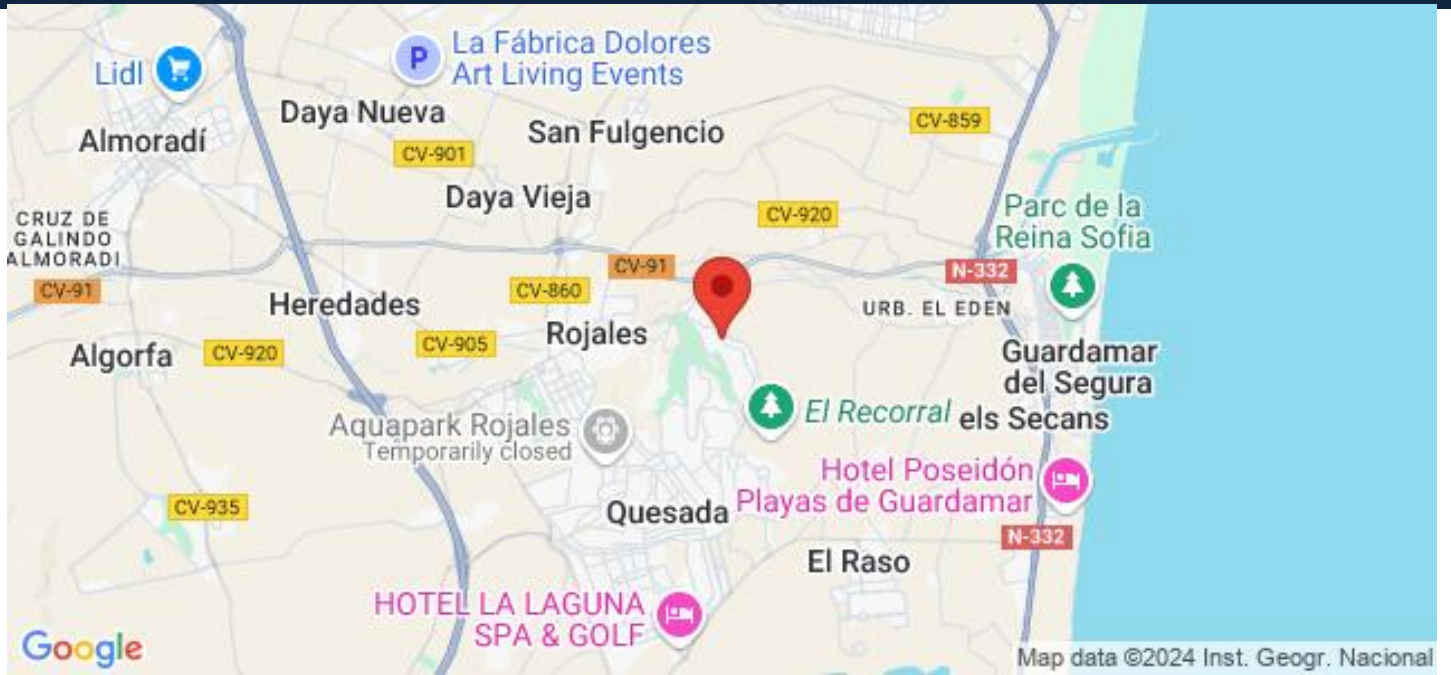 La Fábrica Dolores
Art Living Events
P
Lidl
Daya Nueva
San Fulgencio
CV-859
Almoradí
CV-901
Daya Vieja
CV-920
Parc de la
Reina Sofia
CRUZ DE
GALINDO
ALMORADI
CV-91
N-332
CV-91
CV-860
Heredades
URB. EL EDEN
Rojales
CV-905
CV-920
Algorfa
Guardamar
del Segura
El Recorral
els Secans
Aquapark Rojales
Temporarily closed
Hotel Poseidón
Playas de Guardamar
CV-935
Quesada
N-332
El Raso
HOTEL LA LAGUNA
SPA & GOLF
Google
Map data ©2024 Inst. Geogr. Nacional